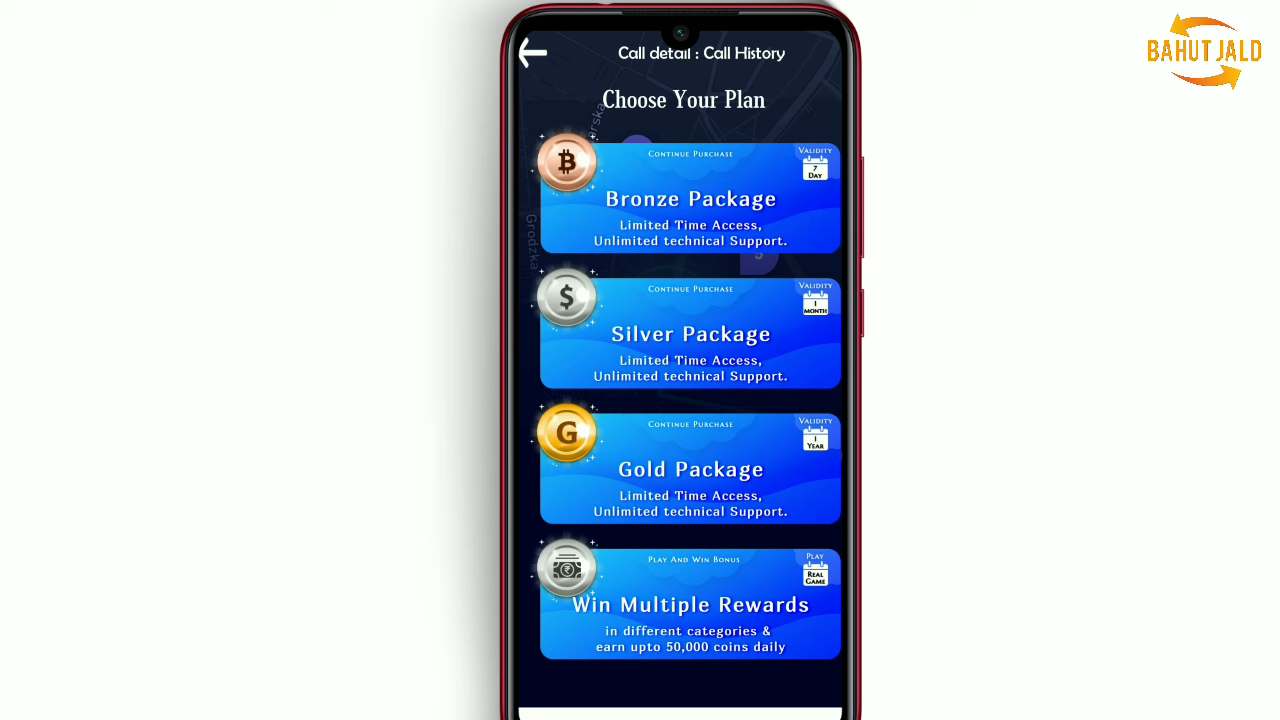 BAHUT JALD
Call detail : Call History
Choose Your Plan
orska
Grodzka
B
Continue Purchase
Validity
7
Day
Bronze Package
Limited Time Access,
Unlimited technical Support.
$
Continue Purchase
Validity
1
Month
Silver Package
Limited Time Access,
Unlimited technical Support.
G
Continue Purchase
Validity
1
Year
Gold Package
Limited Time Access,
Unlimited technical Support.
₹
Play And Win Bonus
Play
Real
Game
Win Multiple Rewards
in different categories &
earn upto 50,000 coins daily